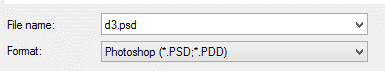 File name: d3.psd
Format: Photoshop (*.PSD;*.PDD)